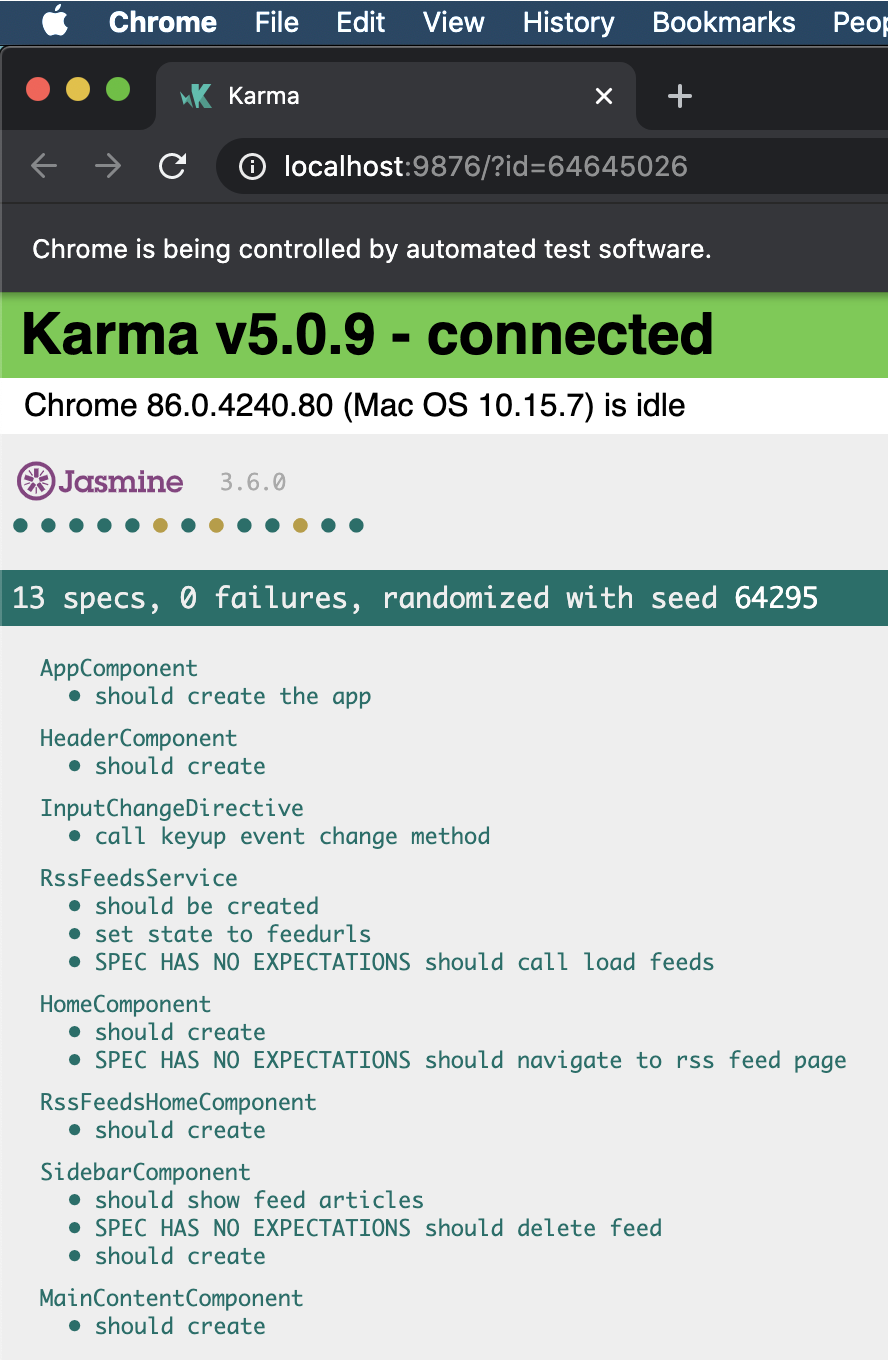 Chrome File Edit View History Bookmarks Peop
Karma
localhost:9876/?id=64645026
Chrome is being controlled by automated test software.
Karma v5.0.9 - connected
Chrome 86.0.4240.80 (Mac OS 10.15.7) is idle
Jasmine 3.6.0
13 specs, 0 failures, randomized with seed 64295
AppComponent
• should create the app
HeaderComponent
• should create
InputChangeDirective
• call keyup event change method
RssFeedsService
• should be created
• set state to feedurls
• SPEC HAS NO EXPECTATIONS should call load feeds
HomeComponent
• should create
• SPEC HAS NO EXPECTATIONS should navigate to rss feed page
RssFeedsHomeComponent
• should create
SidebarComponent
• should show feed articles
• SPEC HAS NO EXPECTATIONS should delete feed
• should create
MainContentComponent
• should create